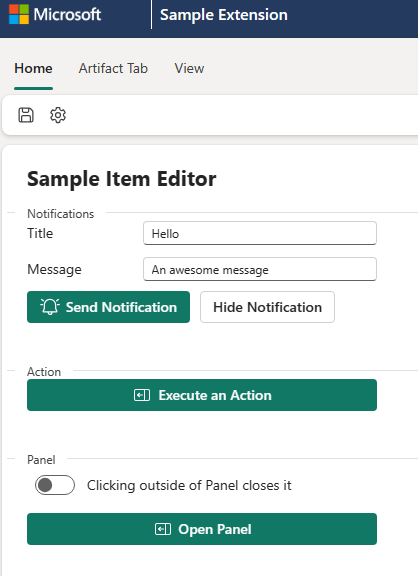 Microsoft Sample Extension
Home Artifact Tab View
Sample Item Editor
Notifications
Title Hello
Message An awesome message
Send Notification Hide Notification
Action
Execute an Action
Panel
Clicking outside of Panel closes it
Open Panel